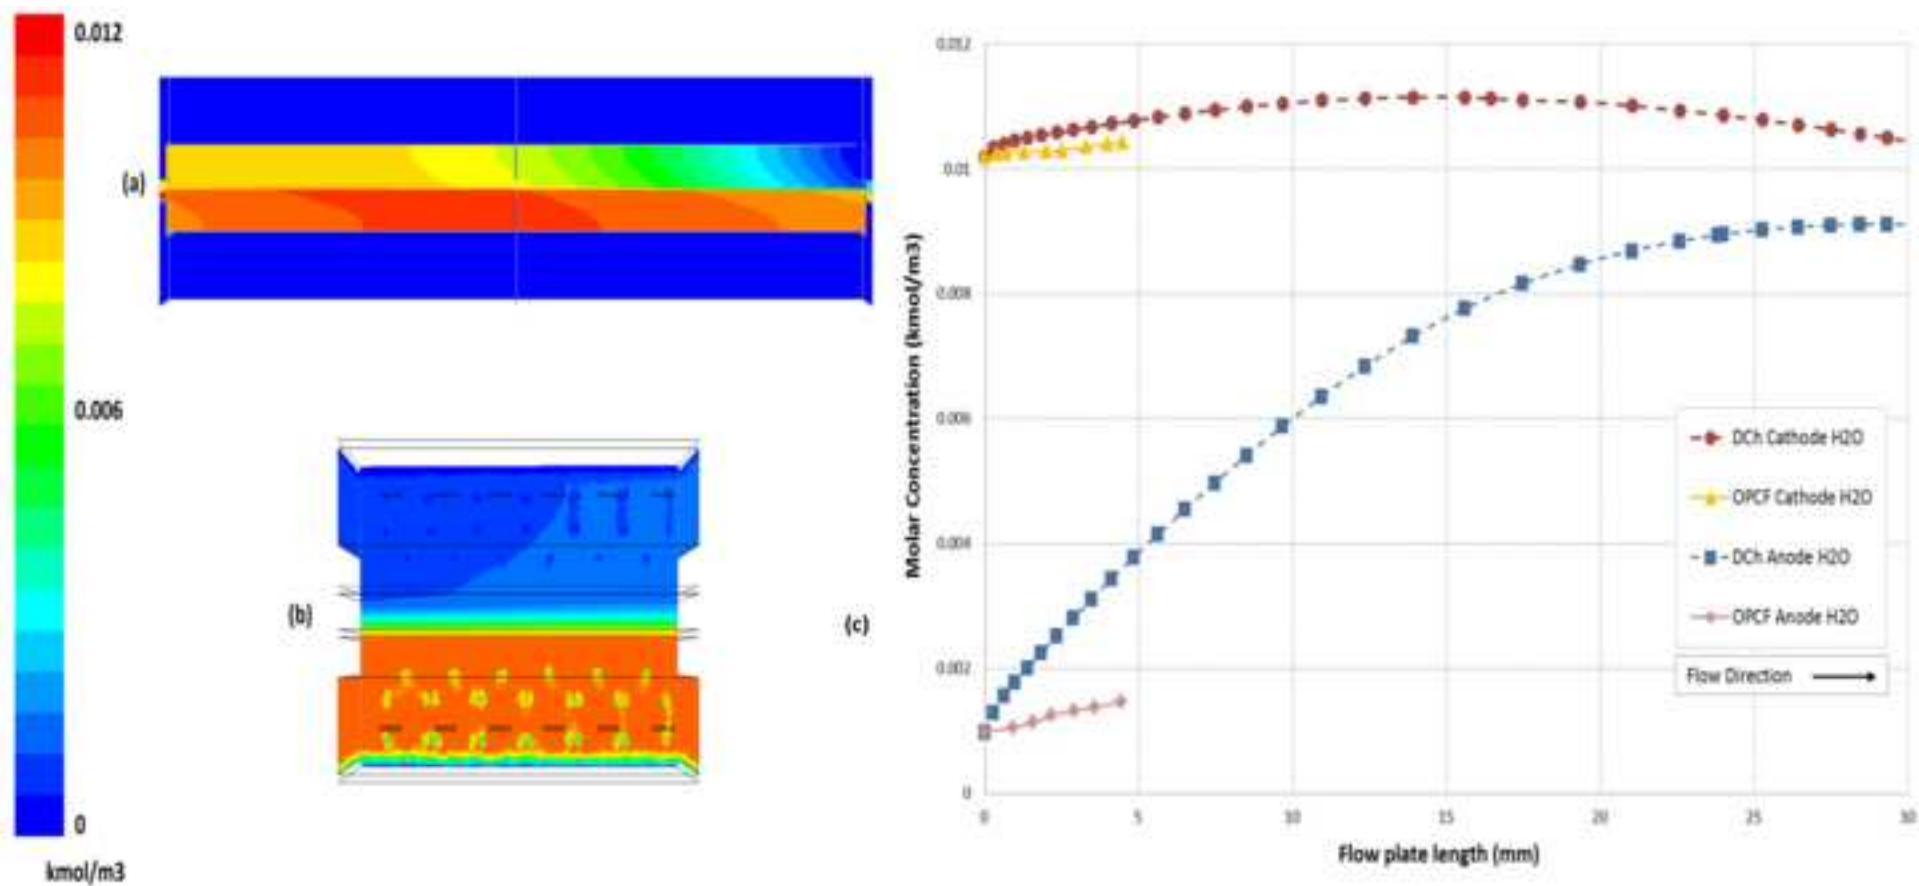 0.012
0.006
0
kmol/m3
(a)
(b)
(c)
Molar Concentration (kmol/m3)
0.012
0.01
0.008
0.006
0.004
0.002
0
0
5
10
15
20
25
30
Flow plate length (mm)
DCh Cathode H2O
OPCF Cathode H2O
DCh Anode H2O
OPCF Anode H2O
Flow Direction